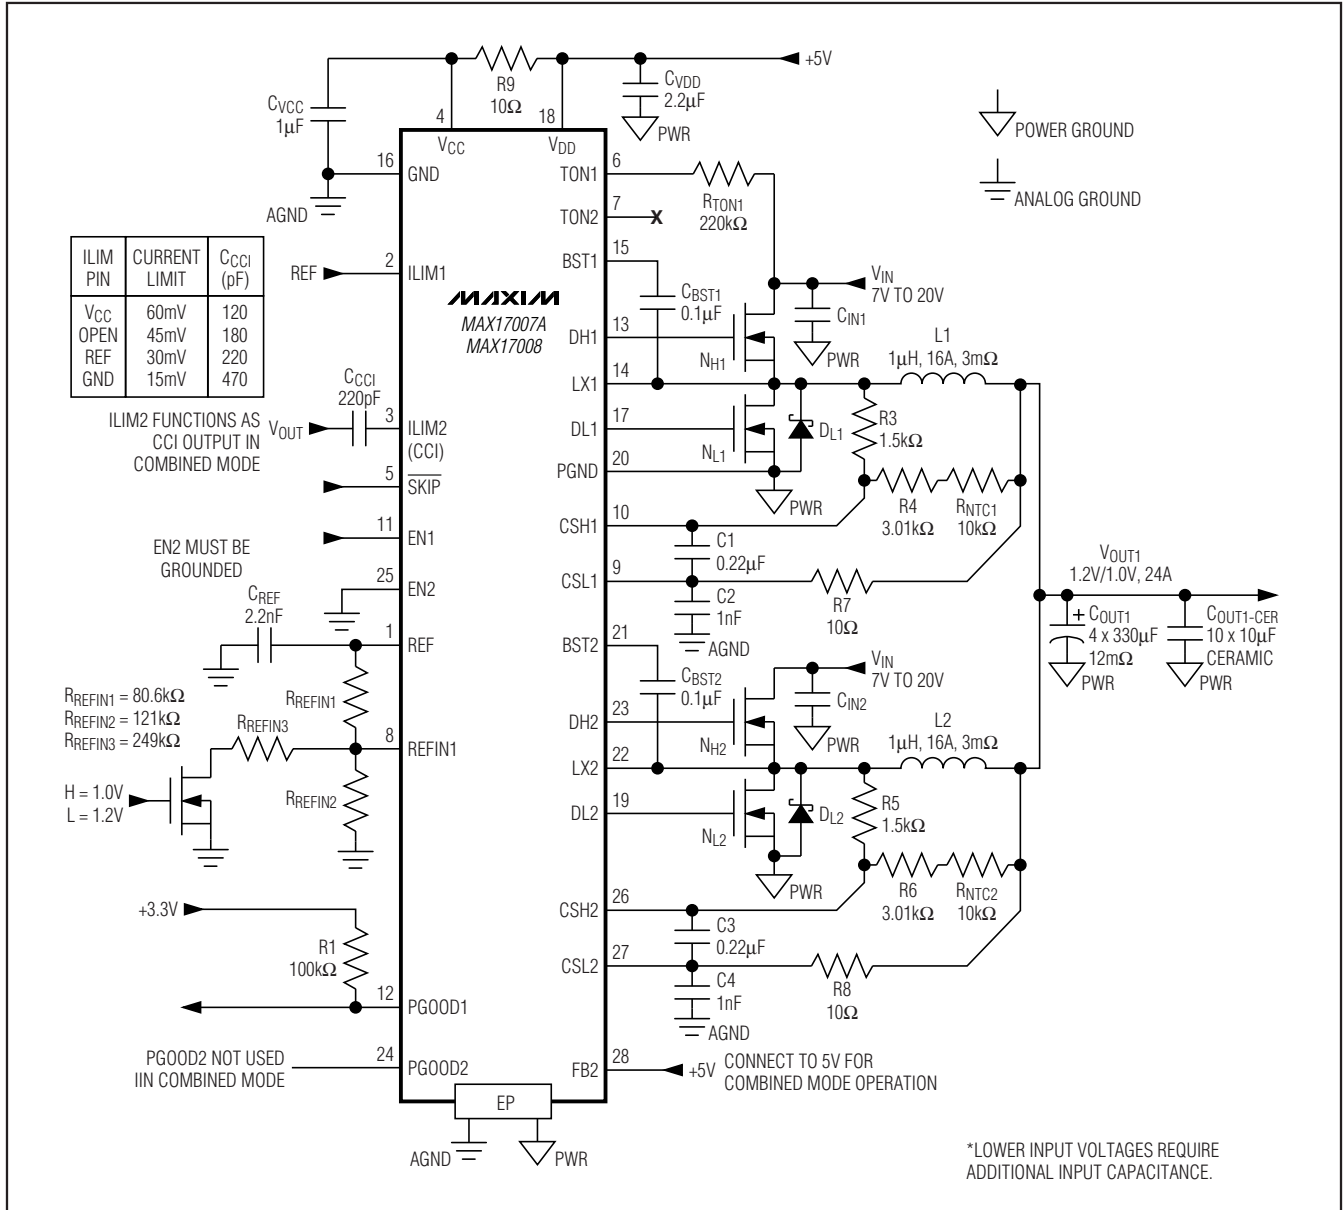 +5V
R9
10Ω
CVDD
2.2µF
PWR
CVCC
1µF
AGND
4
VCC
18
VDD
16
GND
6
TON1
RTON1
220kΩ
7
TON2
X
15
BST1
CBST1
0.1µF
POWER GROUND
ANALOG GROUND
ILIM
PIN
CURRENT
LIMIT
CCCI
(pF)
VCC 60mV 120
OPEN 45mV 180
REF 30mV 220
GND 15mV 470
REF
2
ILIM1
MAXIM
MAX17007A
MAX17008
VIN
7V TO 20V
CIN1
PWR
13
DH1
NH1
14
LX1
L1
1µH, 16A, 3mΩ
CCCI
220pF
ILIM2 FUNCTIONS AS
CCI OUTPUT IN
COMBINED MODE
VOUT
3
ILIM2
(CCI)
17
DL1
NL1
DL1
R3
1.5kΩ
5
SKIP
20
PGND
PWR
R4
3.01kΩ
RNTC1
10kΩ
11
EN1
10
CSH1
C1
0.22µF
EN2 MUST BE
GROUNDED
25
EN2
9
CSL1
C2
1nF
AGND
R7
10Ω
VOUT1
1.2V/1.0V, 24A
+
COUT1
4 x 330µF
12mΩ
PWR
COUT1-CER
10 x 10µF
CERAMIC
PWR
CREF
2.2nF
1
REF
21
BST2
CBST2
0.1µF
VIN
7V TO 20V
CIN2
PWR
RREFIN1 = 80.6kΩ
RREFIN2 = 121kΩ
RREFIN3 = 249kΩ
RREFIN1
RREFIN3
8
REFIN1
RREFIN2
H = 1.0V
L = 1.2V
23
DH2
NH2
22
LX2
L2
1µH, 16A, 3mΩ
19
DL2
NL2
DL2
PWR
R5
1.5kΩ
R6
3.01kΩ
RNTC2
10kΩ
+3.3V
R1
100kΩ
12
PGOOD1
26
CSH2
C3
0.22µF
27
CSL2
C4
1nF
AGND
R8
10Ω
PGOOD2 NOT USED
IIN COMBINED MODE
24
PGOOD2
28
FB2
+5V
CONNECT TO 5V FOR
COMBINED MODE OPERATION
EP
AGND
PWR
*LOWER INPUT VOLTAGES REQUIRE
ADDITIONAL INPUT CAPACITANCE.